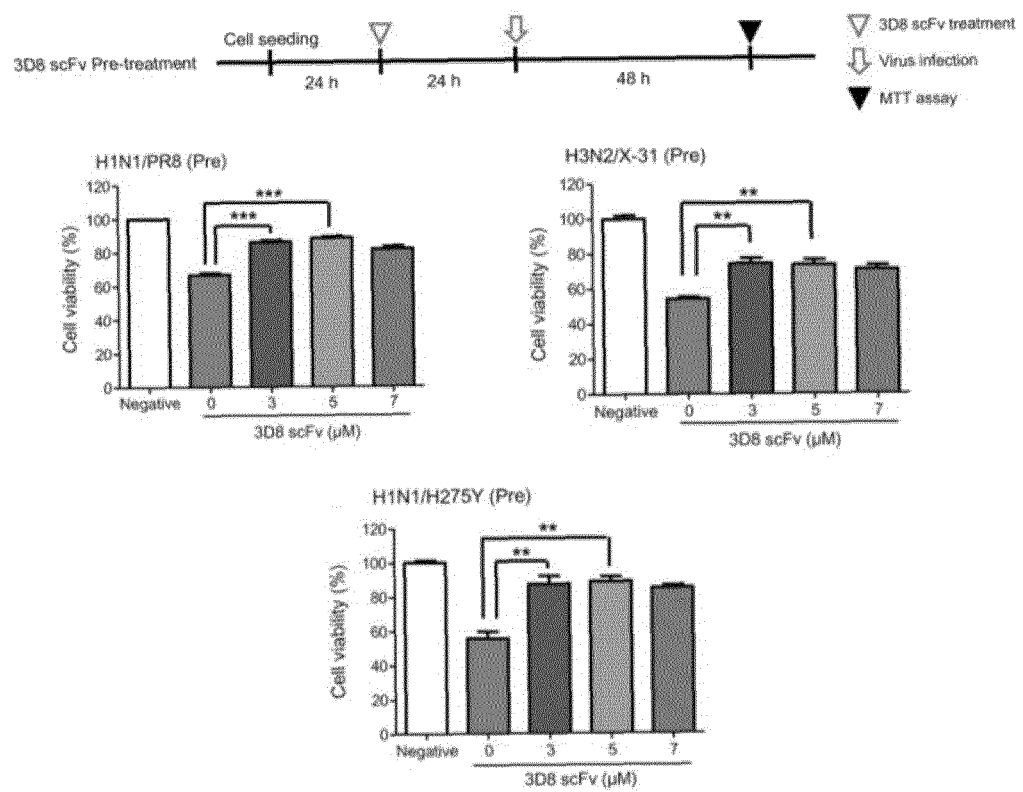 3D8 scFv Pre-treatment
Cell seeding
24 h
24 h
48 h
3D8 scFv treatment
Virus infection
MTT assay
H1N1/PR8 (Pre)
Cell viability (%)
120
100
80
60
40
20
0
***
***
Negative 0 3 5 7
3D8 scFv (µM)
H3N2/X-31 (Pre)
Cell viability (%)
120
100
80
60
40
20
0
**
**
Negative 0 3 5 7
3D8 scFv (µM)
H1N1/H275Y (Pre)
Cell viability (%)
120
100
80
60
40
20
0
**
**
Negative 0 3 5 7
3D8 scFv (µM)